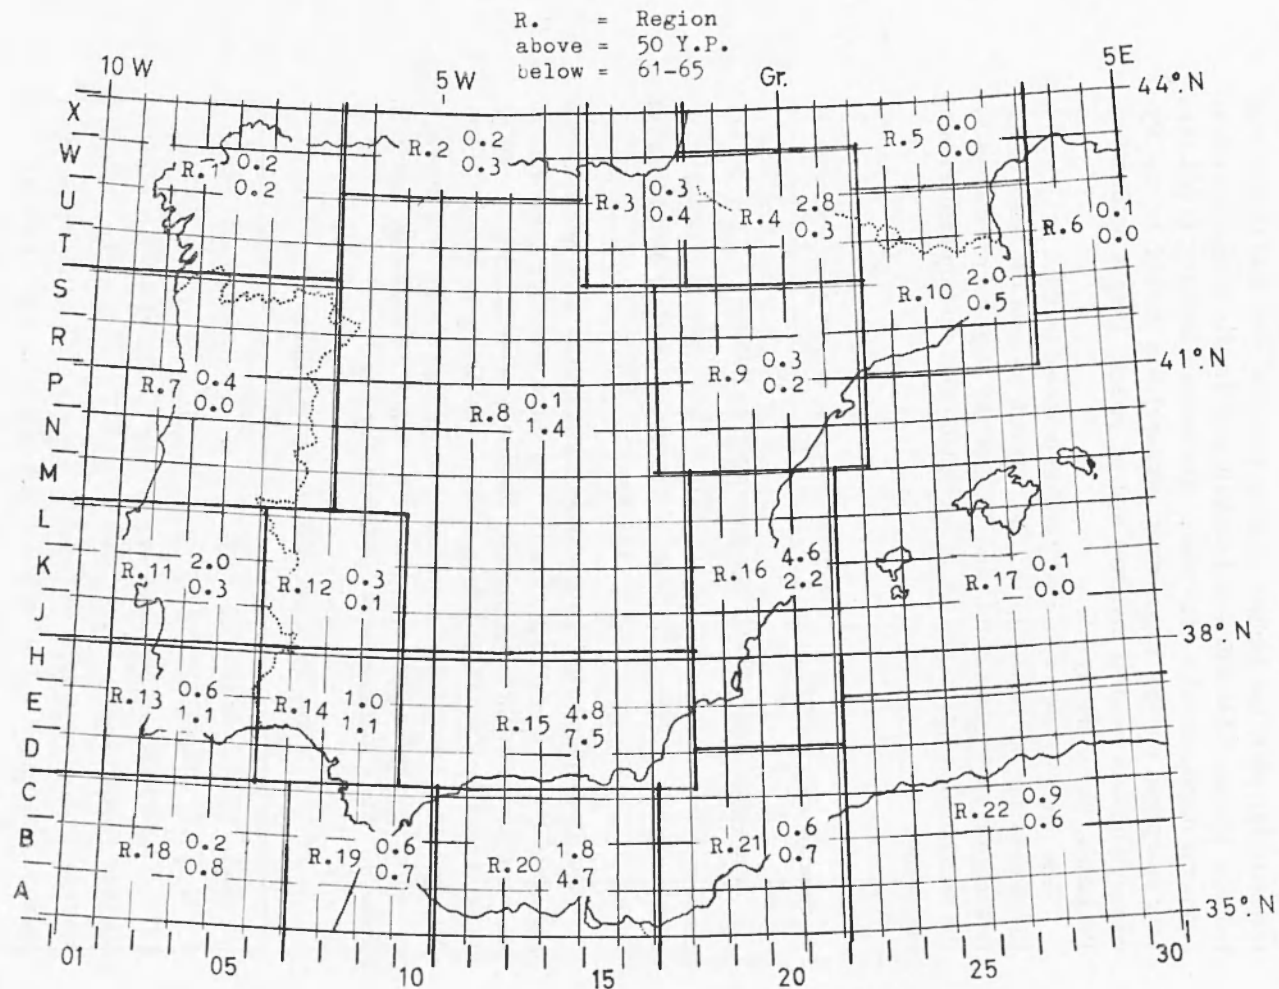 R. = Region
above = 50 Y.P.
below = 61-65
10 W
5 W
Gr.
5E
44° N
X
W
U
T
S
R
P
N
M
L
K
J
H
E
D
C
B
A
R.1 0.2
0.2
R.2 0.2
0.3
R.3 0.3
0.4
R.4 2.8
0.3
R.5 0.0
0.0
R.6 0.1
0.0
R.7 0.4
0.0
R.8 0.1
1.4
R.9 0.3
0.2
R.10 2.0
0.5
41° N
R.11 2.0
0.3
R.12 0.3
0.1
R.16 4.6
2.2
R.17 0.1
0.0
38° N
R.13 0.6
1.1
R.14 1.0
1.1
R.15 4.8
7.5
R.18 0.2
0.8
R.19 0.6
0.7
R.20 1.8
4.7
R.21 0.6
0.7
R.22 0.9
0.6
35° N
01 05 10 15 20 25 30